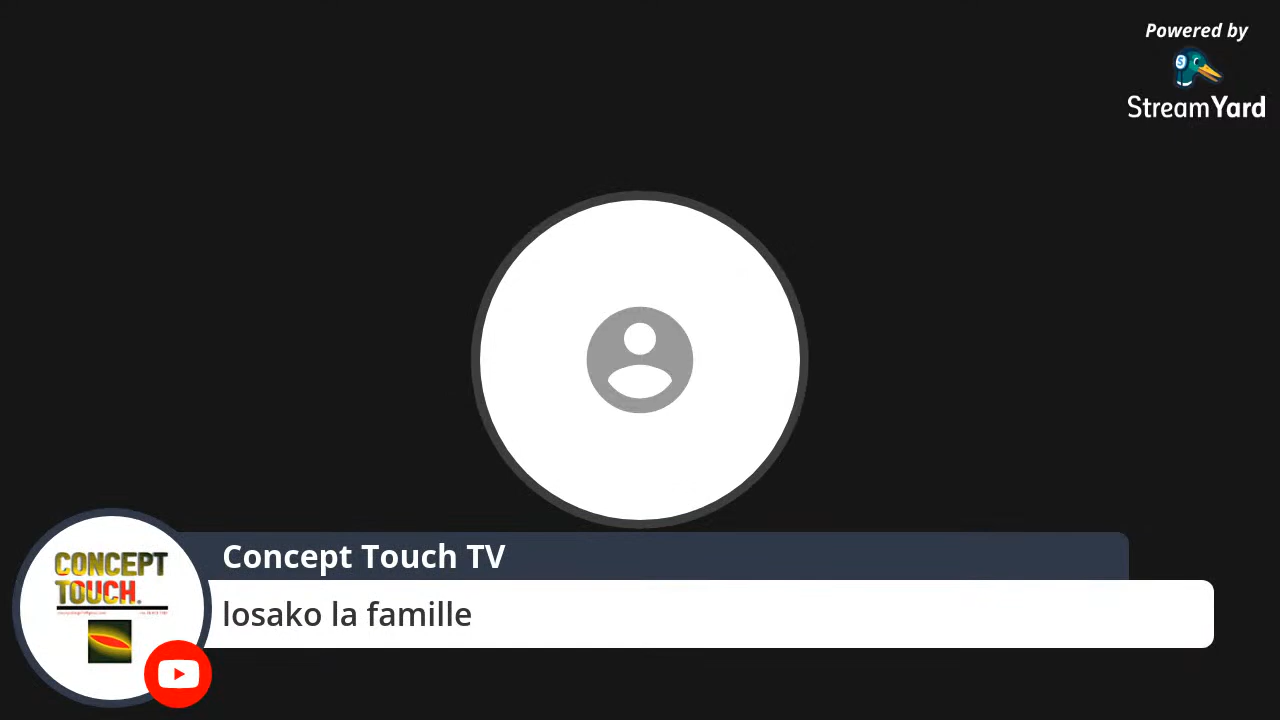 Powered by
StreamYard
Concept Touch TV
losako la famille
CONCEPT
TOUCH.